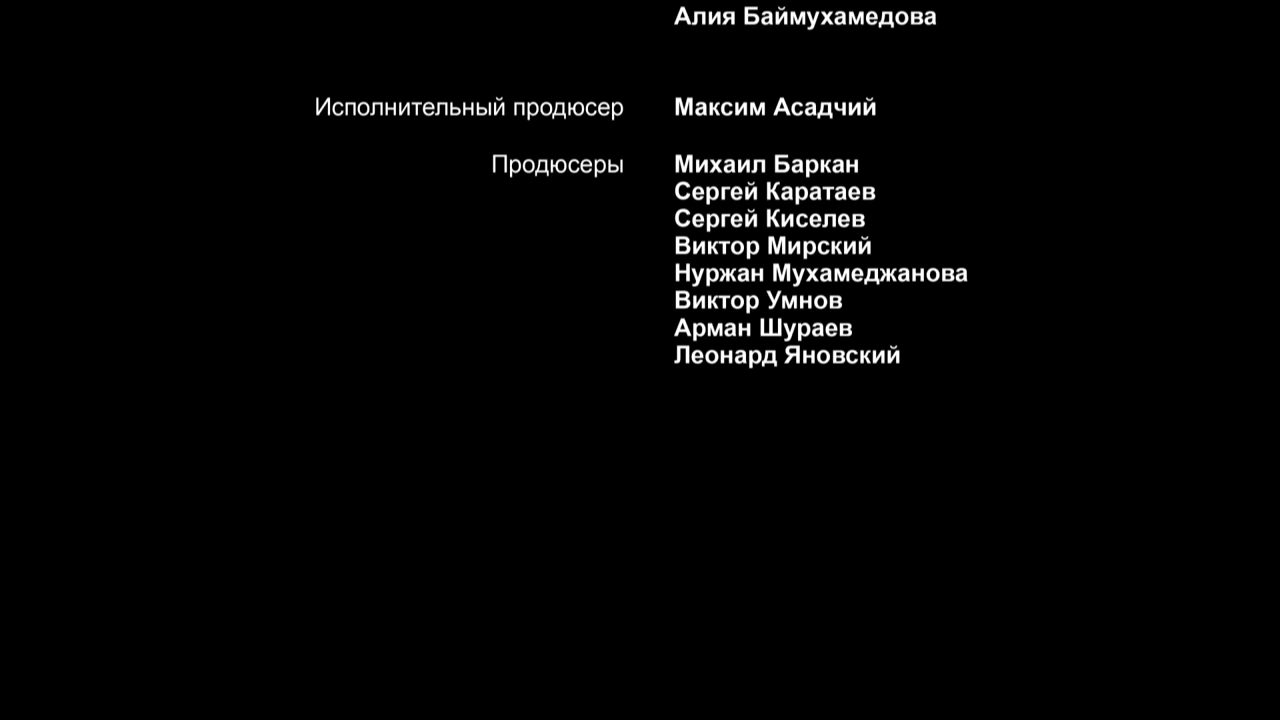 Алия Баймухамедова
Исполнительный продюсер Максим Асадчий
Продюсеры Михаил Баркан
Сергей Каратаев
Сергей Киселев
Виктор Мирский
Нуржан Мухамеджанова
Виктор Умнов
Арман Шураев
Леонард Яновский